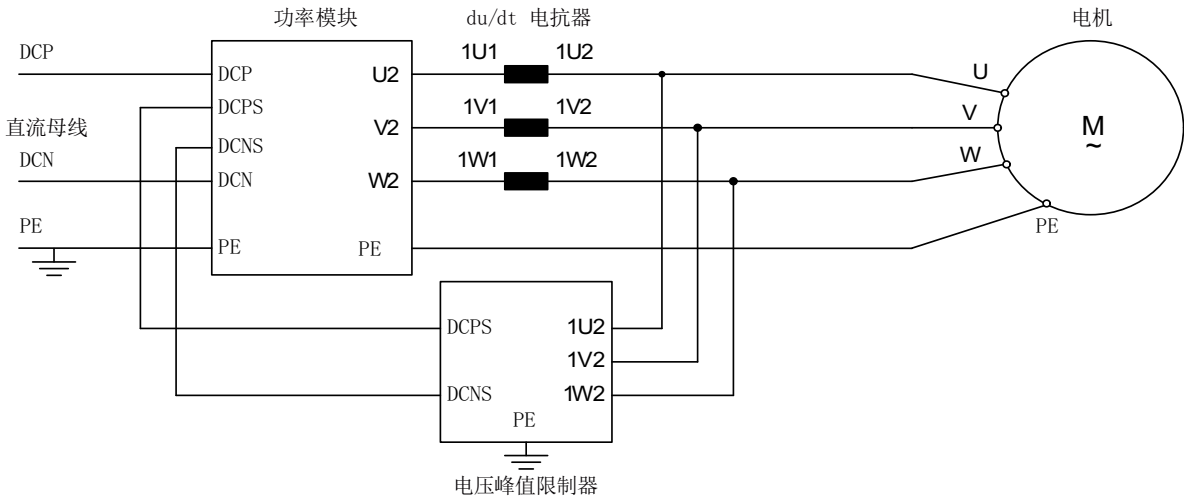 功率模块
du/dt 电抗器
电机
DCP
DCP
DCPS
直流母线
DCNS
DCN
DCN
PE
PE
PE
U2
V2
W2
1U1
1U2
1V1
1V2
1W1
1W2
U
V
W
PE
M
~
DCPS
DCNS
1U2
1V2
1W2
PE
电压峰值限制器